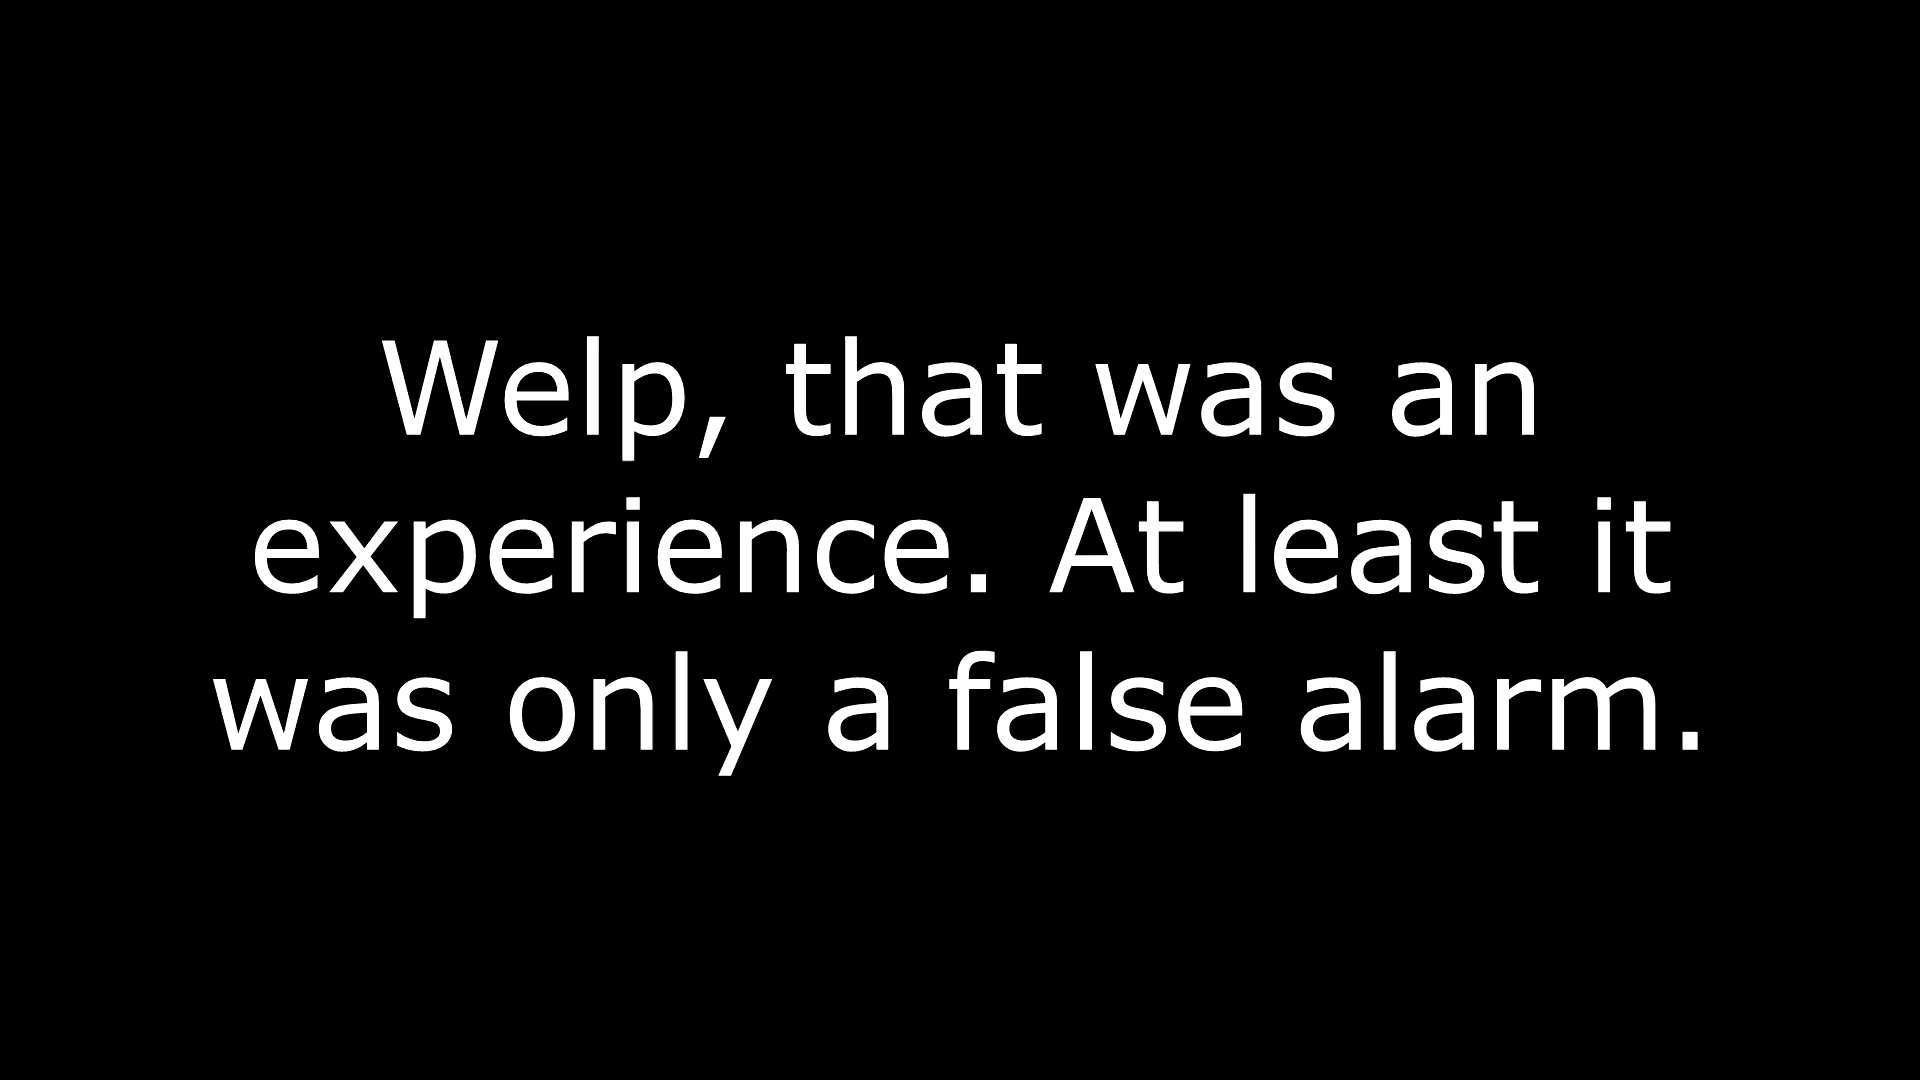 Welp, that was an
experience. At least it
was only a false alarm.